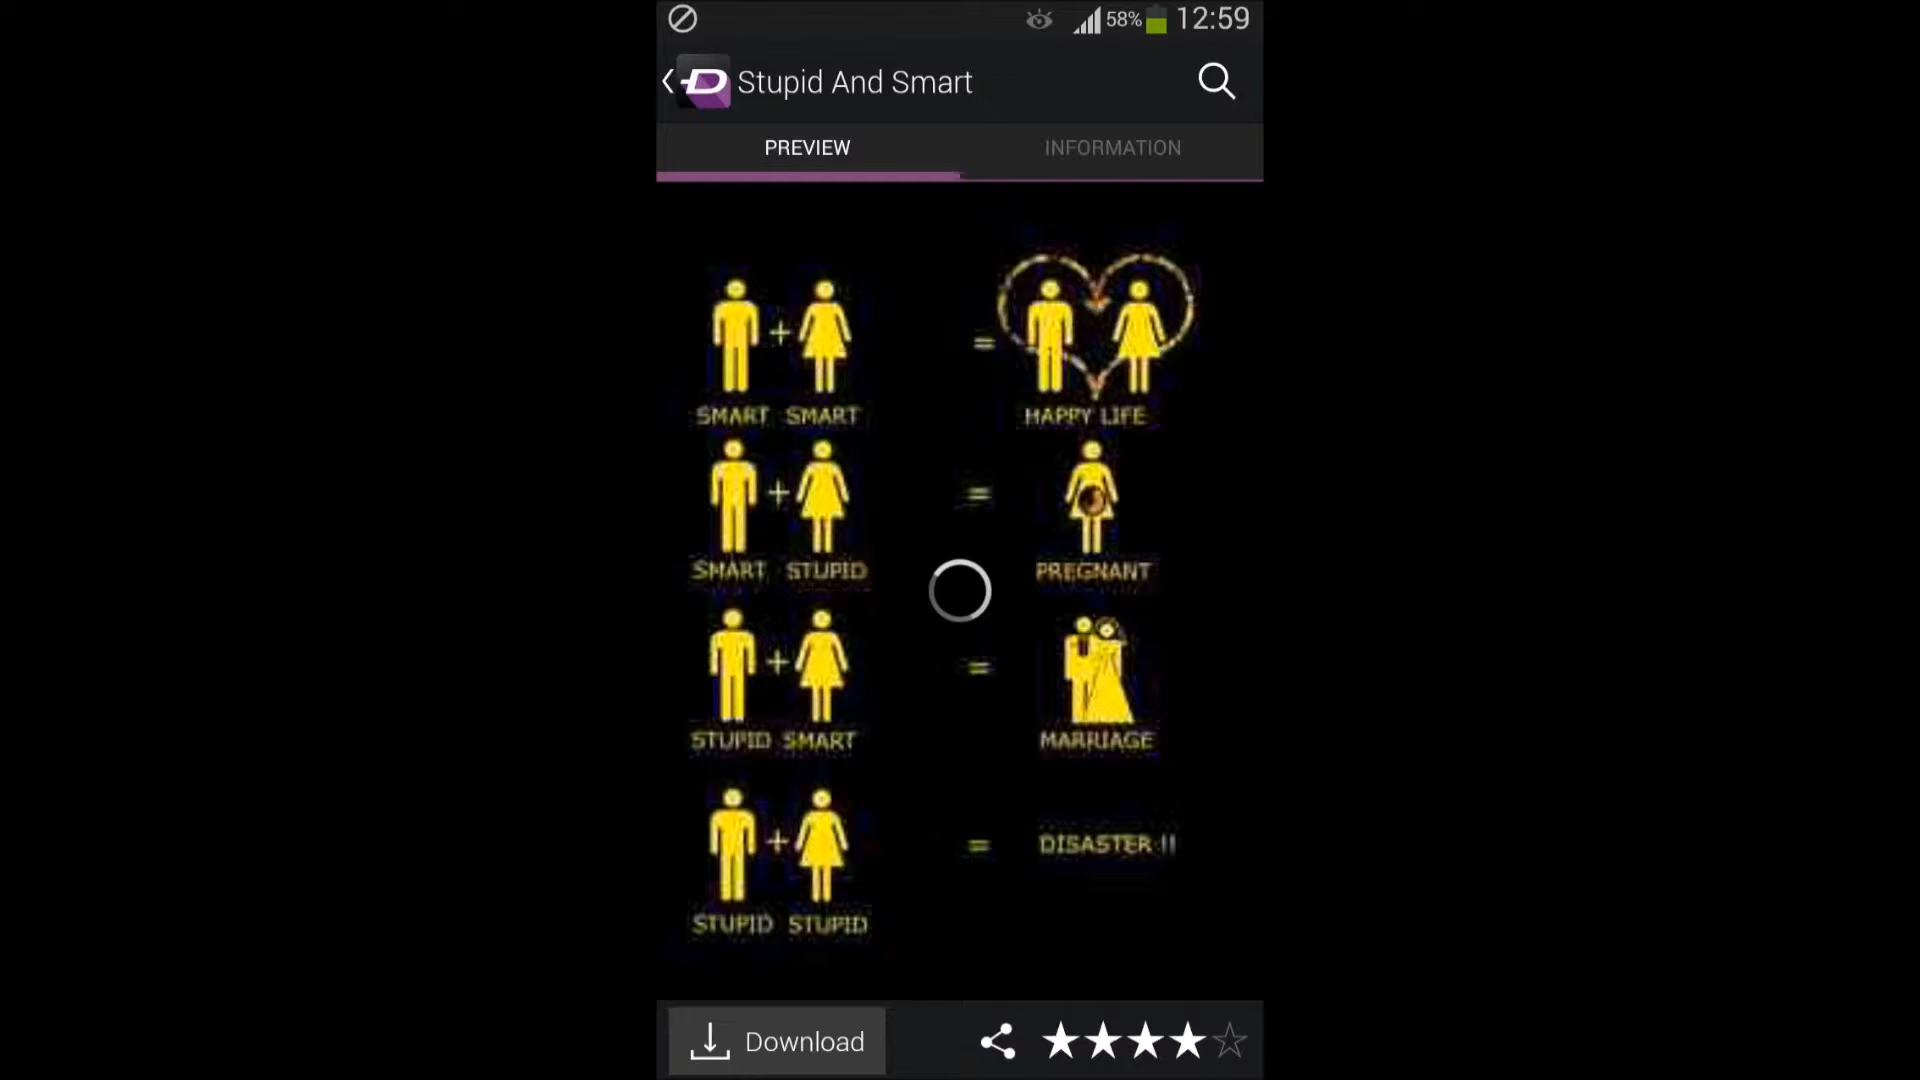 58% 12:59
Stupid And Smart
PREVIEW INFORMATION
SMART SMART HAPPY LIFE
SMART STUPID PREGNANT
STUPID SMART MARRIAGE
DISASTER !!
STUPID STUPID
Download